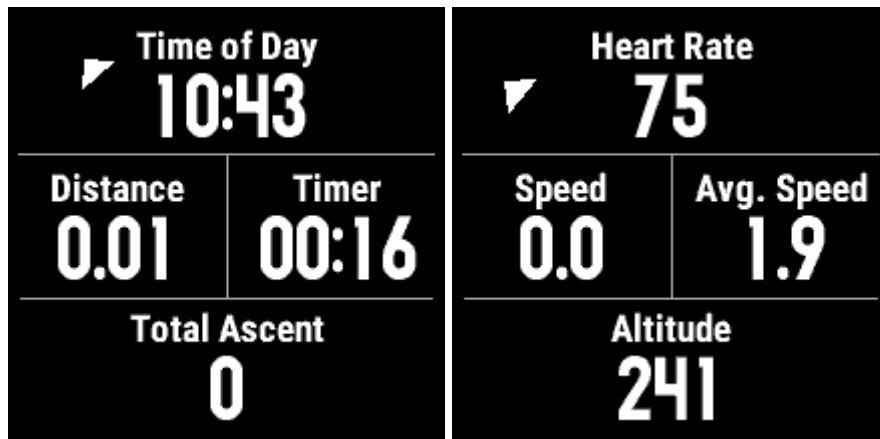 Time of Day
10:43
Distance
0.01
Timer
00:16
Total Ascent
0
Heart Rate
75
Speed
0.0
Avg. Speed
1.9
Altitude
241